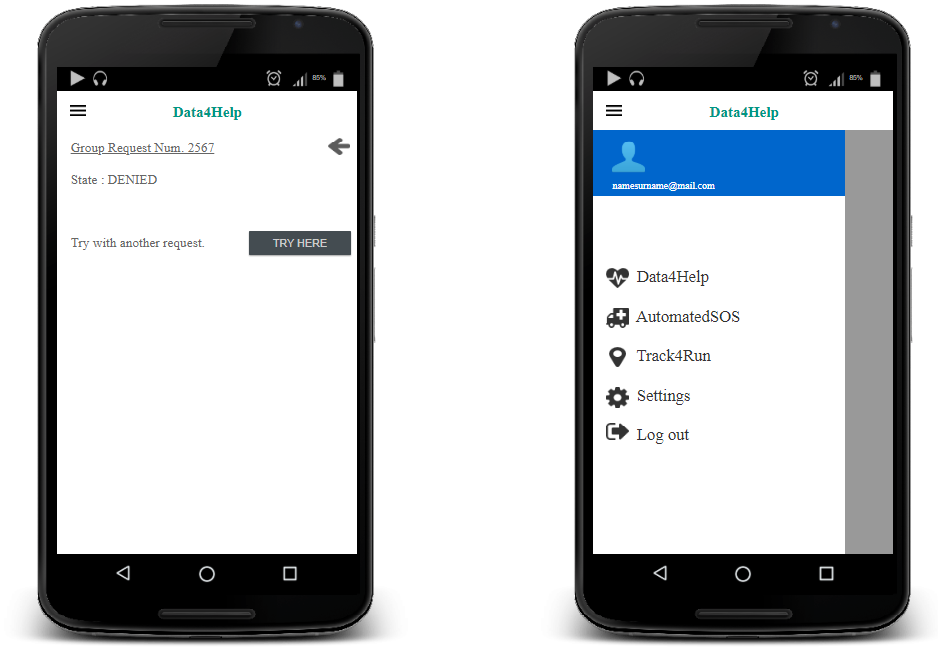 85%
Data4Help
Group Request Num. 2567
State : DENIED
Try with another request.
TRY HERE
85%
Data4Help
namesurname@mail.com
Data4Help
AutomatedSOS
Track4Run
Settings
Log out